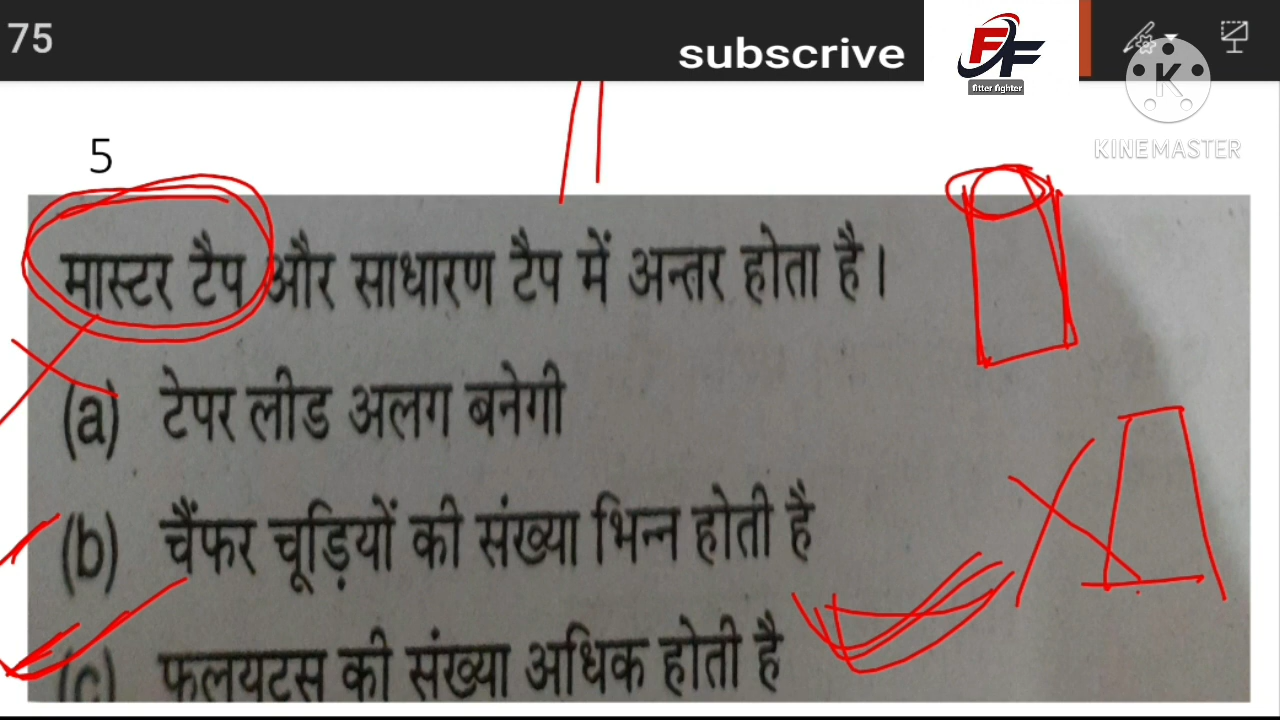 75
subscrive
fitter fighter
KINEMASTER
5
मास्टर टैप और साधारण टैप में अन्तर होता है।
(a) टेपर लीड अलग बनेगी
(b) चैंफर चूड़ियों की संख्या भिन्न होती है
(c) फलयटस की संख्या अधिक होती है